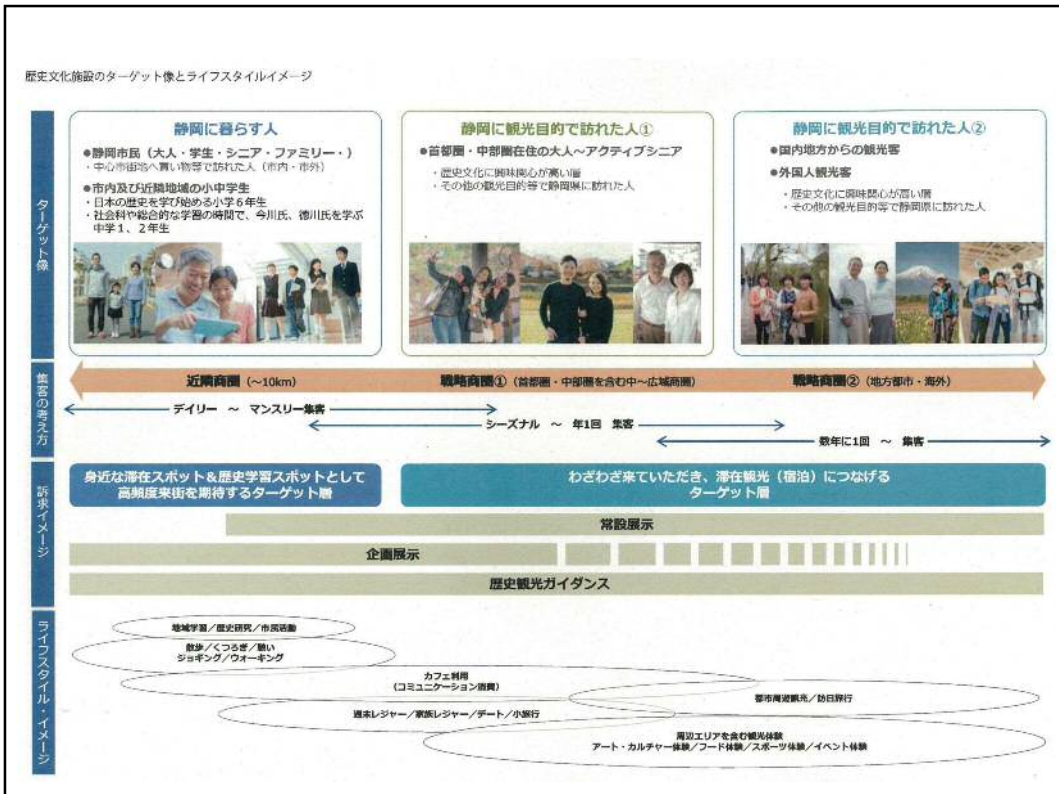 歴史文化施設のターゲット像とライフスタイルイメージ
ターゲット像
静岡に暮らす人
●静岡市民（大人・学生・シニア・ファミリー・）
・中心市街地へ買い物等で訪れた人（市内・市外）
●市内及び近隣地域の小中学生
・日本の歴史を学び始める小学6年生
・社会科や総合的な学習の時間で、今川氏、徳川氏を学ぶ
中学1、2年生
静岡に観光目的で訪れた人①
●首都圏・中部圏在住の大人～アクティブシニア
・歴史文化に興味関心が高い層
・その他の観光目的等で静岡県に訪れた人
静岡に観光目的で訪れた人②
●国内地方からの観光客
●外国人観光客
・歴史文化に興味関心が高い層
・その他の観光目的等で静岡県に訪れた人
集客の考え方
近隣商圏（～10km）
戦略商圏①（首都圏・中部圏を含む中～広域商圏）
戦略商圏②（地方都市・海外）
デイリー ～ マンスリー集客
シーズナル ～ 年1回 集客
数年に1回 ～ 集客
訴求イメージ
身近な滞在スポット＆歴史学習スポットとして
高頻度来街を期待するターゲット層
わざわざ来ていただき、滞在観光（宿泊）につなげる
ターゲット層
常設展示
企画展示
歴史観光ガイダンス
ライフスタイル・イメージ
地域学習／歴史研究／市民活動
散歩／くつろぎ／憩い
ジョギング／ウォーキング
カフェ利用
（コミュニケーション消費）
都市周遊観光／訪日旅行
週末レジャー／家族レジャー／デート／小旅行
周辺エリアを含む観光体験
アート・カルチャー体験／フード体験／スポーツ体験／イベント体験